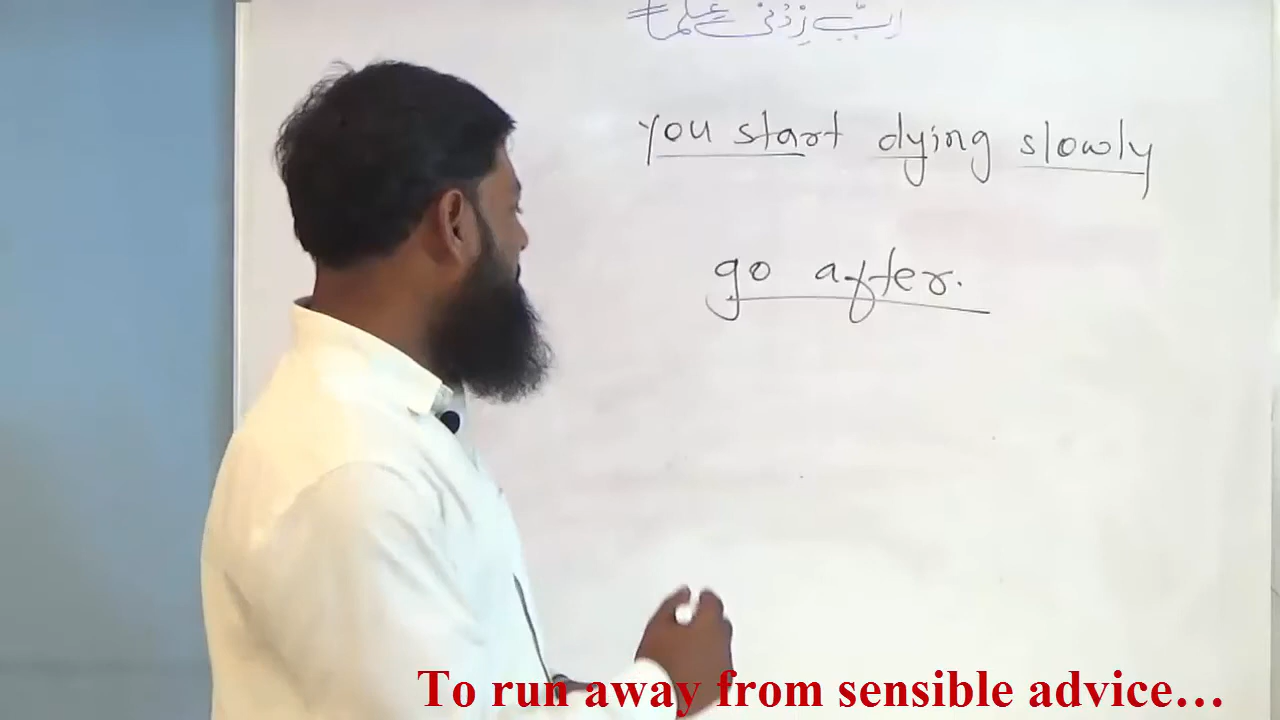 رَبِّ زِدْنِی عِلْمًا
you start dying slowly
go after.
To run away from sensible advice...